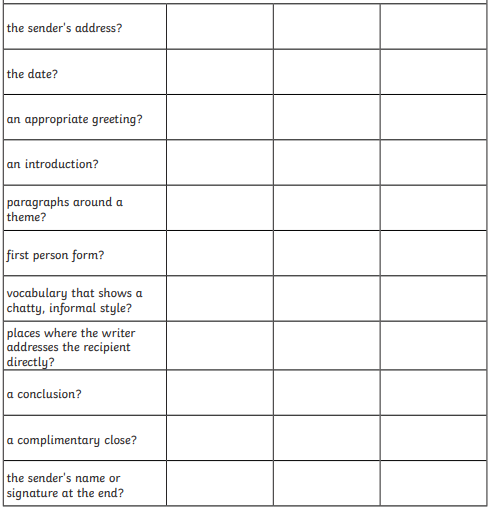 the sender's address?
the date?
an appropriate greeting?
an introduction?
paragraphs around a
theme?
first person form?
vocabulary that shows a
chatty, informal style?
places where the writer
addresses the recipient
directly?
a conclusion?
a complimentary close?
the sender's name or
signature at the end?